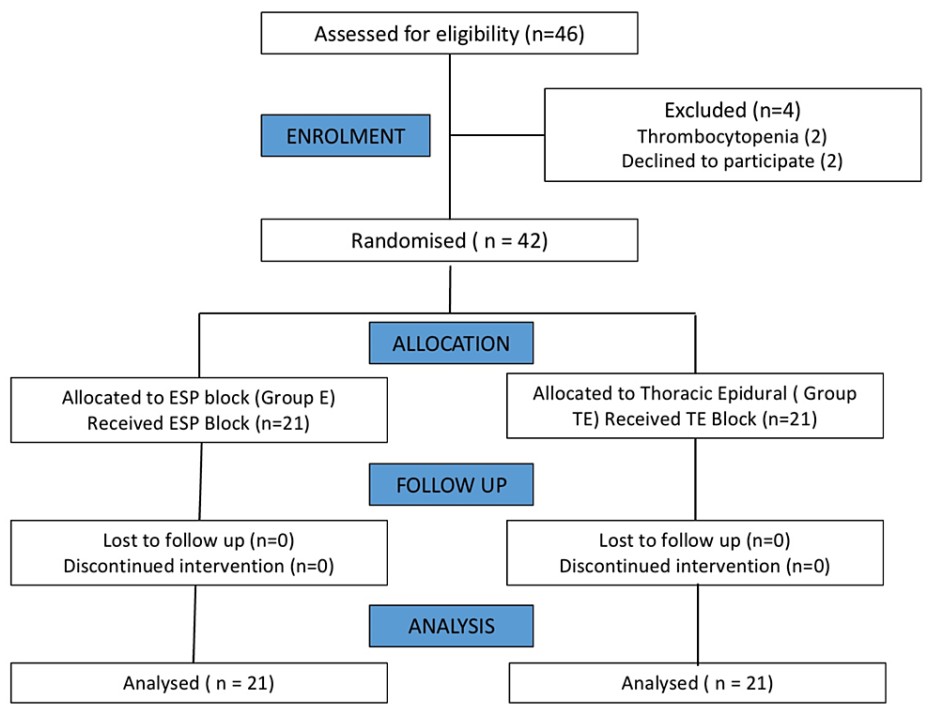 Assessed for eligibility (n=46)
ENROLMENT
Excluded (n=4)
Thrombocytopenia (2)
Declined to participate (2)
Randomised ( n = 42)
ALLOCATION
Allocated to ESP block (Group E)
Received ESP Block (n=21)
Allocated to Thoracic Epidural ( Group
TE) Received TE Block (n=21)
FOLLOW UP
Lost to follow up (n=0)
Discontinued intervention (n=0)
Lost to follow up (n=0)
Discontinued intervention (n=0)
ANALYSIS
Analysed ( n = 21)
Analysed ( n = 21)